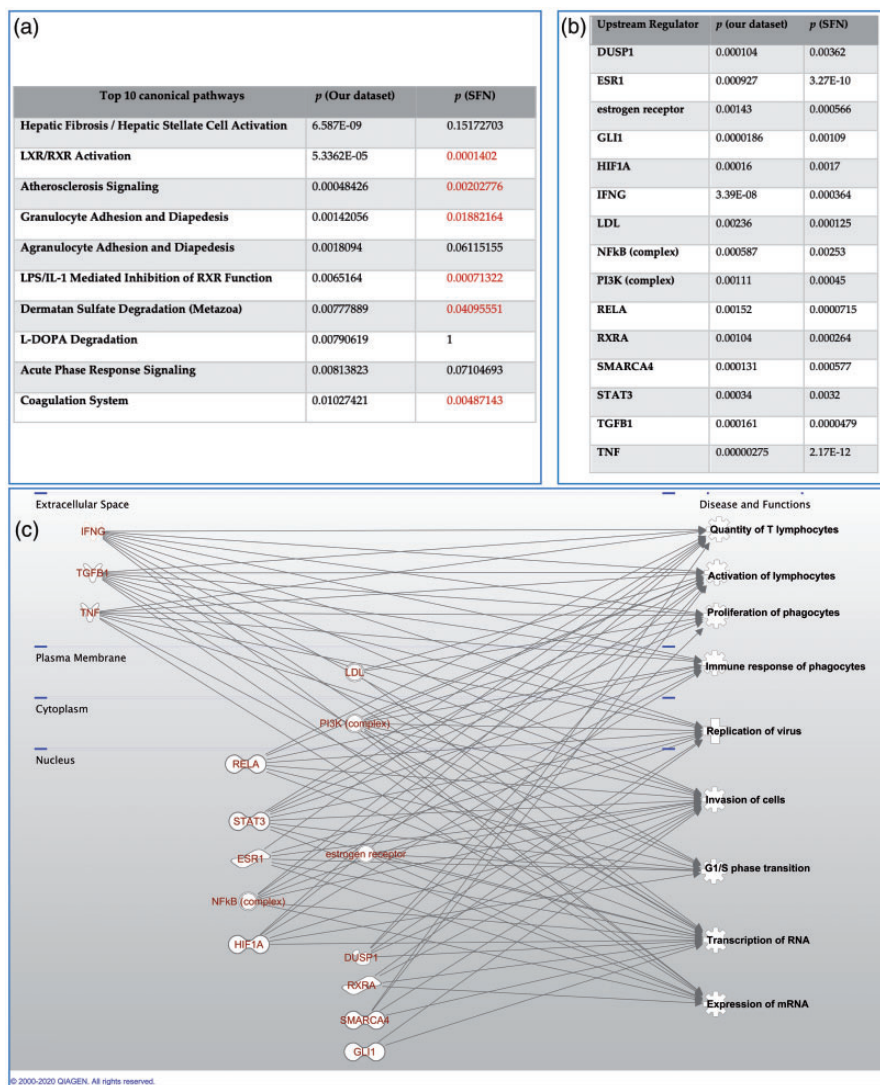 (a)
Top 10 canonical pathways p (Our dataset) p (SFN)
Hepatic Fibrosis / Hepatic Stellate Cell Activation 6.587E-09 0.15172703
LXR/RXR Activation 5.3362E-05 0.0001402
Atherosclerosis Signaling 0.00048426 0.00202776
Granulocyte Adhesion and Diapedesis 0.00142056 0.01882164
Agranulocyte Adhesion and Diapedesis 0.0018094 0.06115155
LPS/IL-1 Mediated Inhibition of RXR Function 0.0065164 0.00071322
Dermatan Sulfate Degradation (Metazoa) 0.00777889 0.04095551
L-DOPA Degradation 0.00790619 1
Acute Phase Response Signaling 0.00813823 0.07104693
Coagulation System 0.01027421 0.00487143
(b)
Upstream Regulator p (our dataset) p (SFN)
DUSP1 0.000104 0.00362
ESR1 0.000927 3.27E-10
estrogen receptor 0.00143 0.000566
GLI1 0.0000186 0.00109
HIF1A 0.00016 0.0017
IFNG 3.39E-08 0.000364
LDL 0.00236 0.000125
NFkB (complex) 0.000587 0.00253
PI3K (complex) 0.00111 0.00045
RELA 0.00152 0.0000715
RXRA 0.00104 0.000264
SMARCA4 0.000131 0.000577
STAT3 0.00034 0.0032
TGFB1 0.000161 0.0000479
TNF 0.00000275 2.17E-12
(c)
Extracellular Space
Disease and Functions
IFNG
Quantity of T lymphocytes
TGFB1
Activation of lymphocytes
TNF
Proliferation of phagocytes
Plasma Membrane
LDL
Immune response of phagocytes
Cytoplasm
PI3K (complex)
Replication of virus
Nucleus
RELA
Invasion of cells
STAT3
estrogen receptor
ESR1
G1/S phase transition
NFkB (complex)
HIF1A
Transcription of RNA
DUSP1
RXRA
Expression of mRNA
SMARCA4
GLI1
© 2000-2020 QIAGEN. All rights reserved.